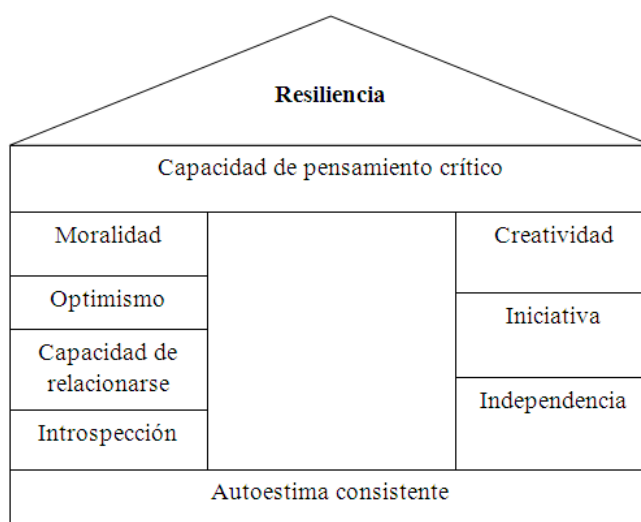 Resiliencia
Capacidad de pensamiento crítico
Moralidad
Optimismo
Capacidad de
relacionarse
Introspección
Creatividad
Iniciativa
Independencia
Autoestima consistente